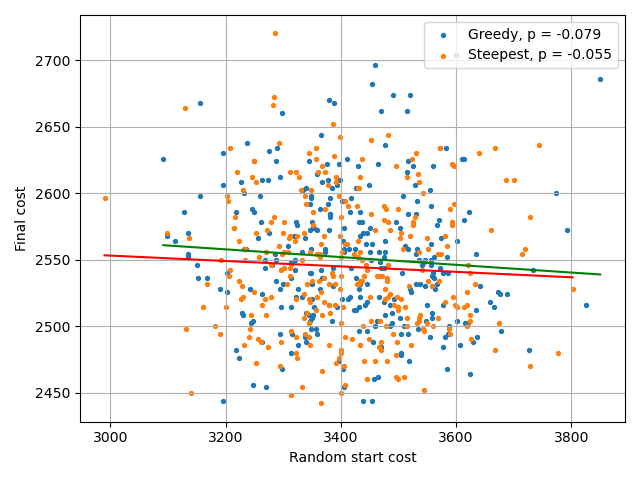 Greedy, p = -0.079
Steepest, p = -0.055
2700
2650
2600
2550
2500
2450
Final cost
3000 3200 3400 3600 3800
Random start cost